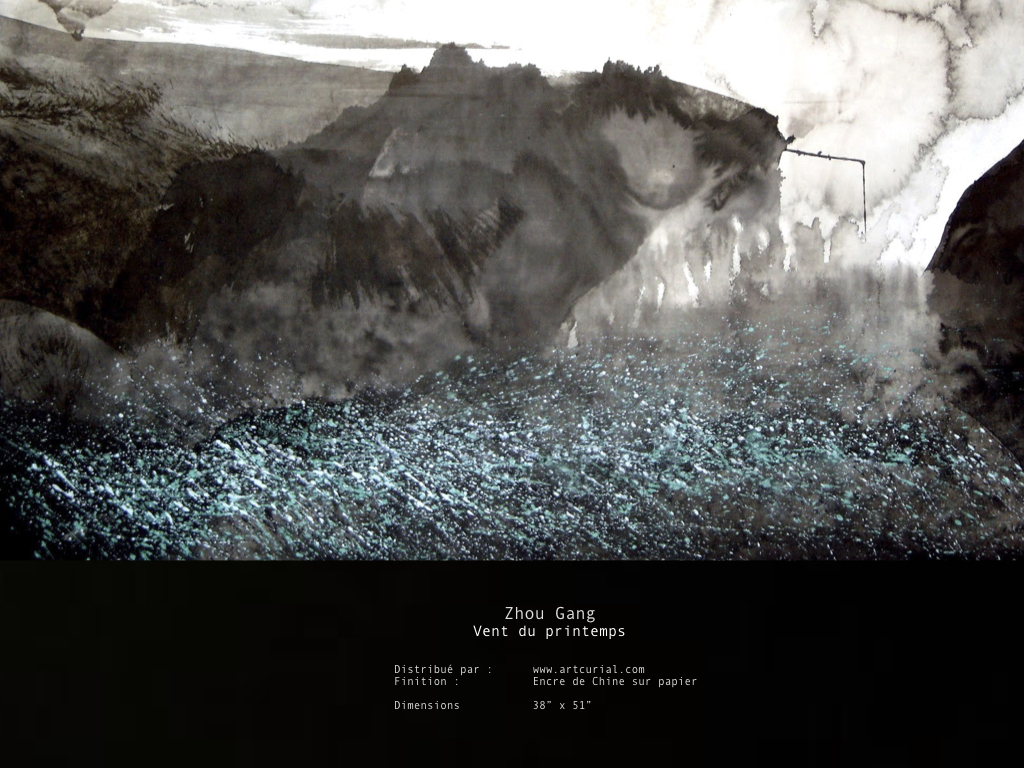 Zhou Gang
Vent du printemps
Distribué par : www.artcurial.com
Finition : Encre de Chine sur papier
Dimensions 38" x 51"